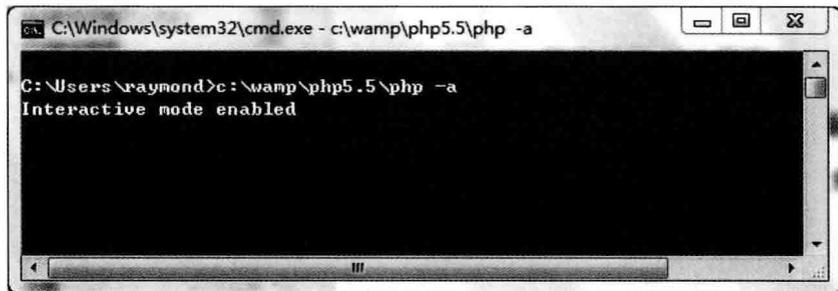 C:\Windows\system32\cmd.exe - c:\wamp\php5.5\php -a
C:\Users\raymond>c:\wamp\php5.5\php -a
Interactive mode enabled